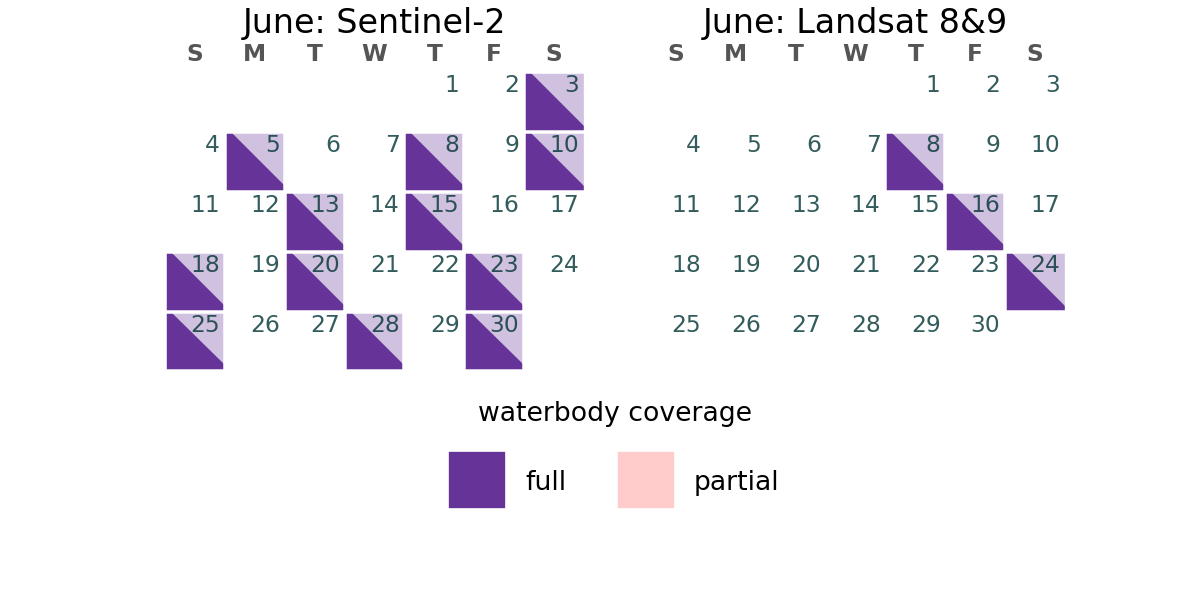 June: Sentinel-2
S M T W T F S
1 2 3
4 5 6 7 8 9 10
11 12 13 14 15 16 17
18 19 20 21 22 23 24
25 26 27 28 29 30
June: Landsat 8&9
S M T W T F S
1 2 3
4 5 6 7 8 9 10
11 12 13 14 15 16 17
18 19 20 21 22 23 24
25 26 27 28 29 30
waterbody coverage
full partial